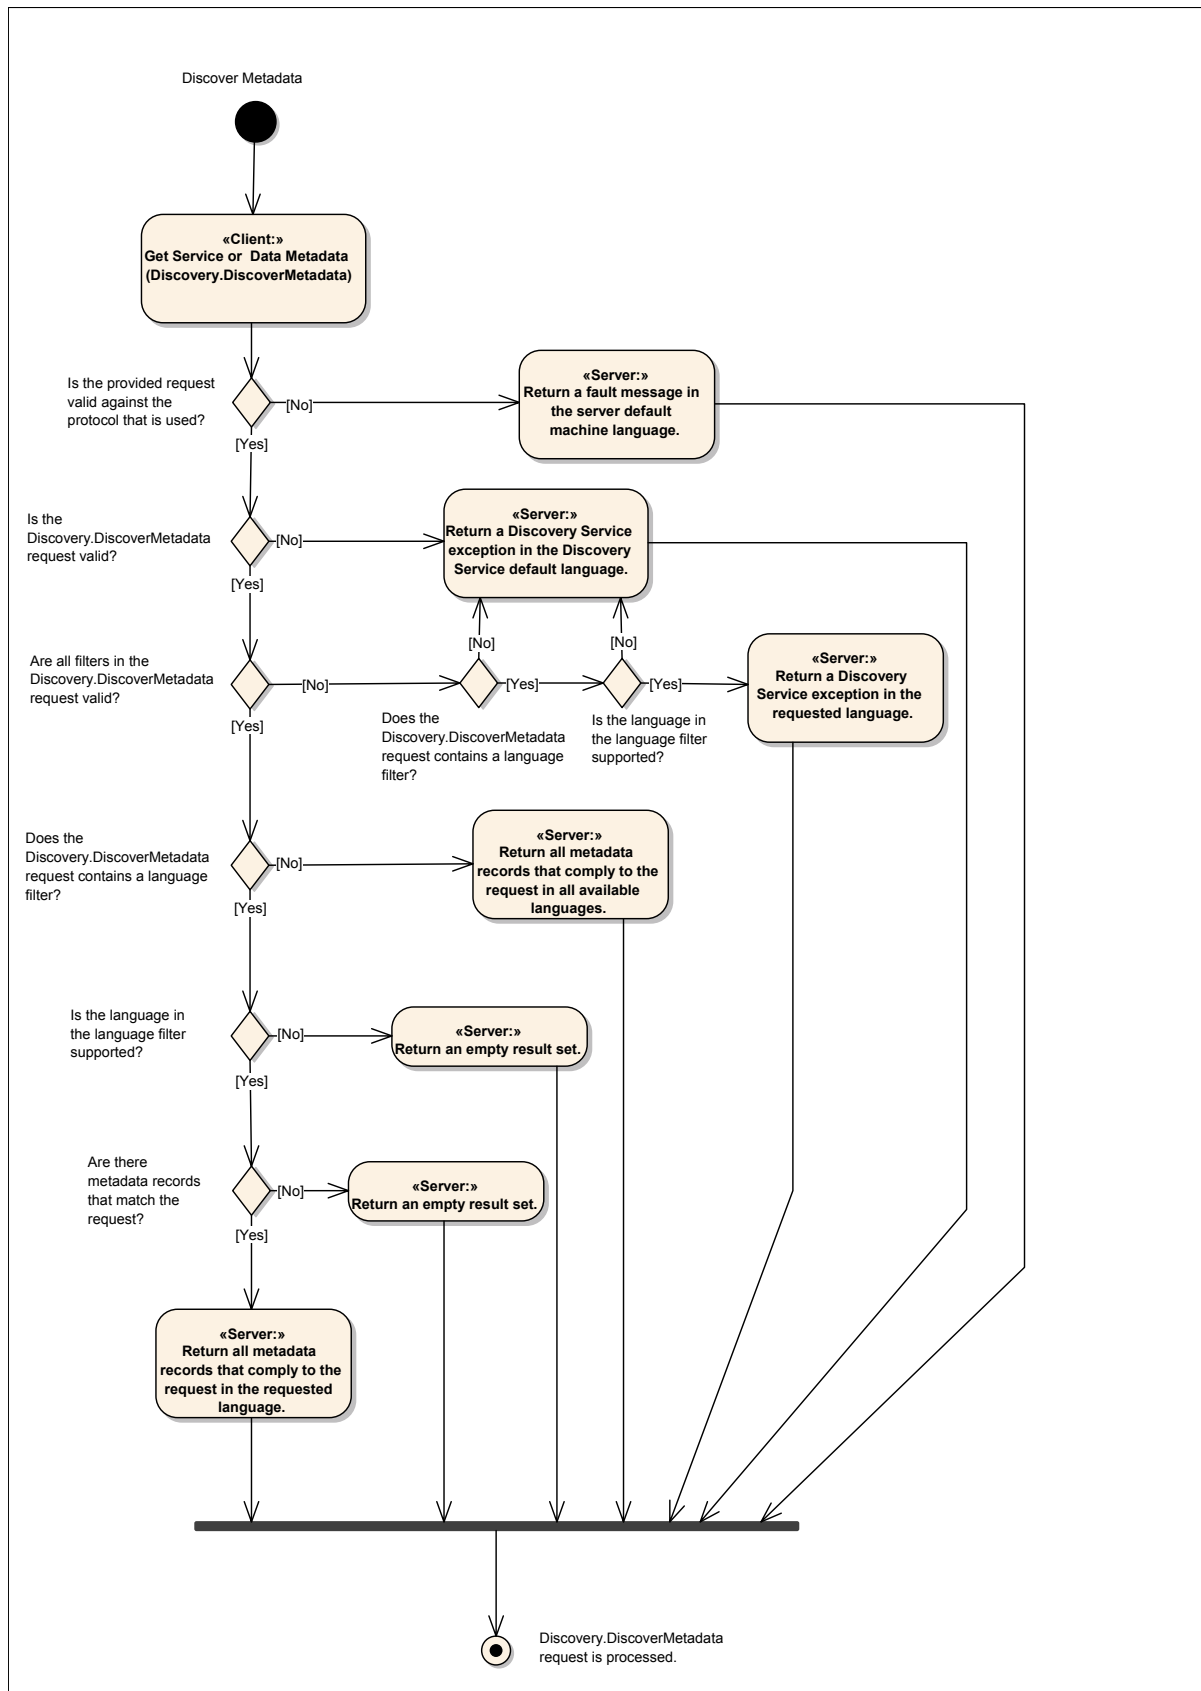 Discover Metadata
«Client:»
Get Service or  Data Metadata
(Discovery.DiscoverMetadata)
Is the provided request
valid against the
protocol that is used?
[No]
[Yes]
«Server:»
Return a fault message in
the server default
machine language.
Is the
Discovery.DiscoverMetadata
request valid?
[No]
[Yes]
«Server:»
Return a Discovery Service
exception in the Discovery
Service default language.
Are all filters in the
Discovery.DiscoverMetadata
request valid?
[No]
[Yes]
[No]
[Yes]
Does the
Discovery.DiscoverMetadata
request contains a language
filter?
[No]
[Yes]
Is the language in
the language filter
supported?
«Server:»
Return a Discovery
Service exception in the
requested language.
Does the
Discovery.DiscoverMetadata
request contains a language
filter?
[No]
[Yes]
«Server:»
Return all metadata
records that comply to the
request in all available
languages.
Is the language in
the language filter
supported?
[No]
[Yes]
«Server:»
Return an empty result set.
Are there
metadata records
that match the
request?
[No]
[Yes]
«Server:»
Return an empty result set.
«Server:»
Return all metadata
records that comply to the
request in the requested
language.
Discovery.DiscoverMetadata
request is processed.